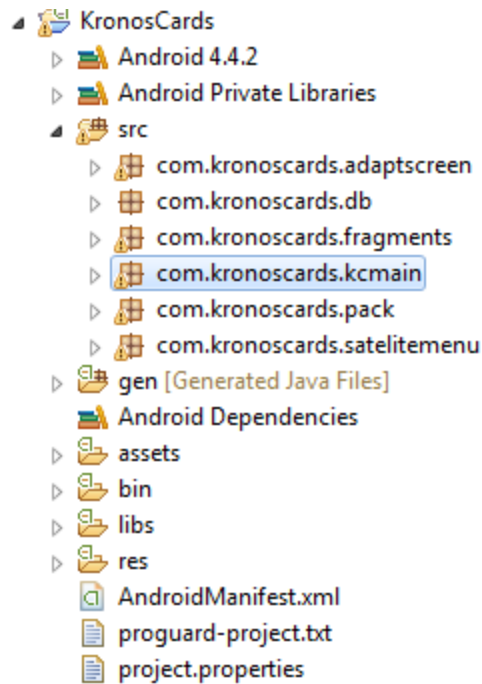 KronosCards
Android 4.4.2
Android Private Libraries
src
com.kronoscards.adaptscreen
com.kronoscards.db
com.kronoscards.fragments
com.kronoscards.kcmain
com.kronoscards.pack
com.kronoscards.satelitemenu
gen [Generated Java Files]
Android Dependencies
assets
bin
libs
res
AndroidManifest.xml
proguard-project.txt
project.properties